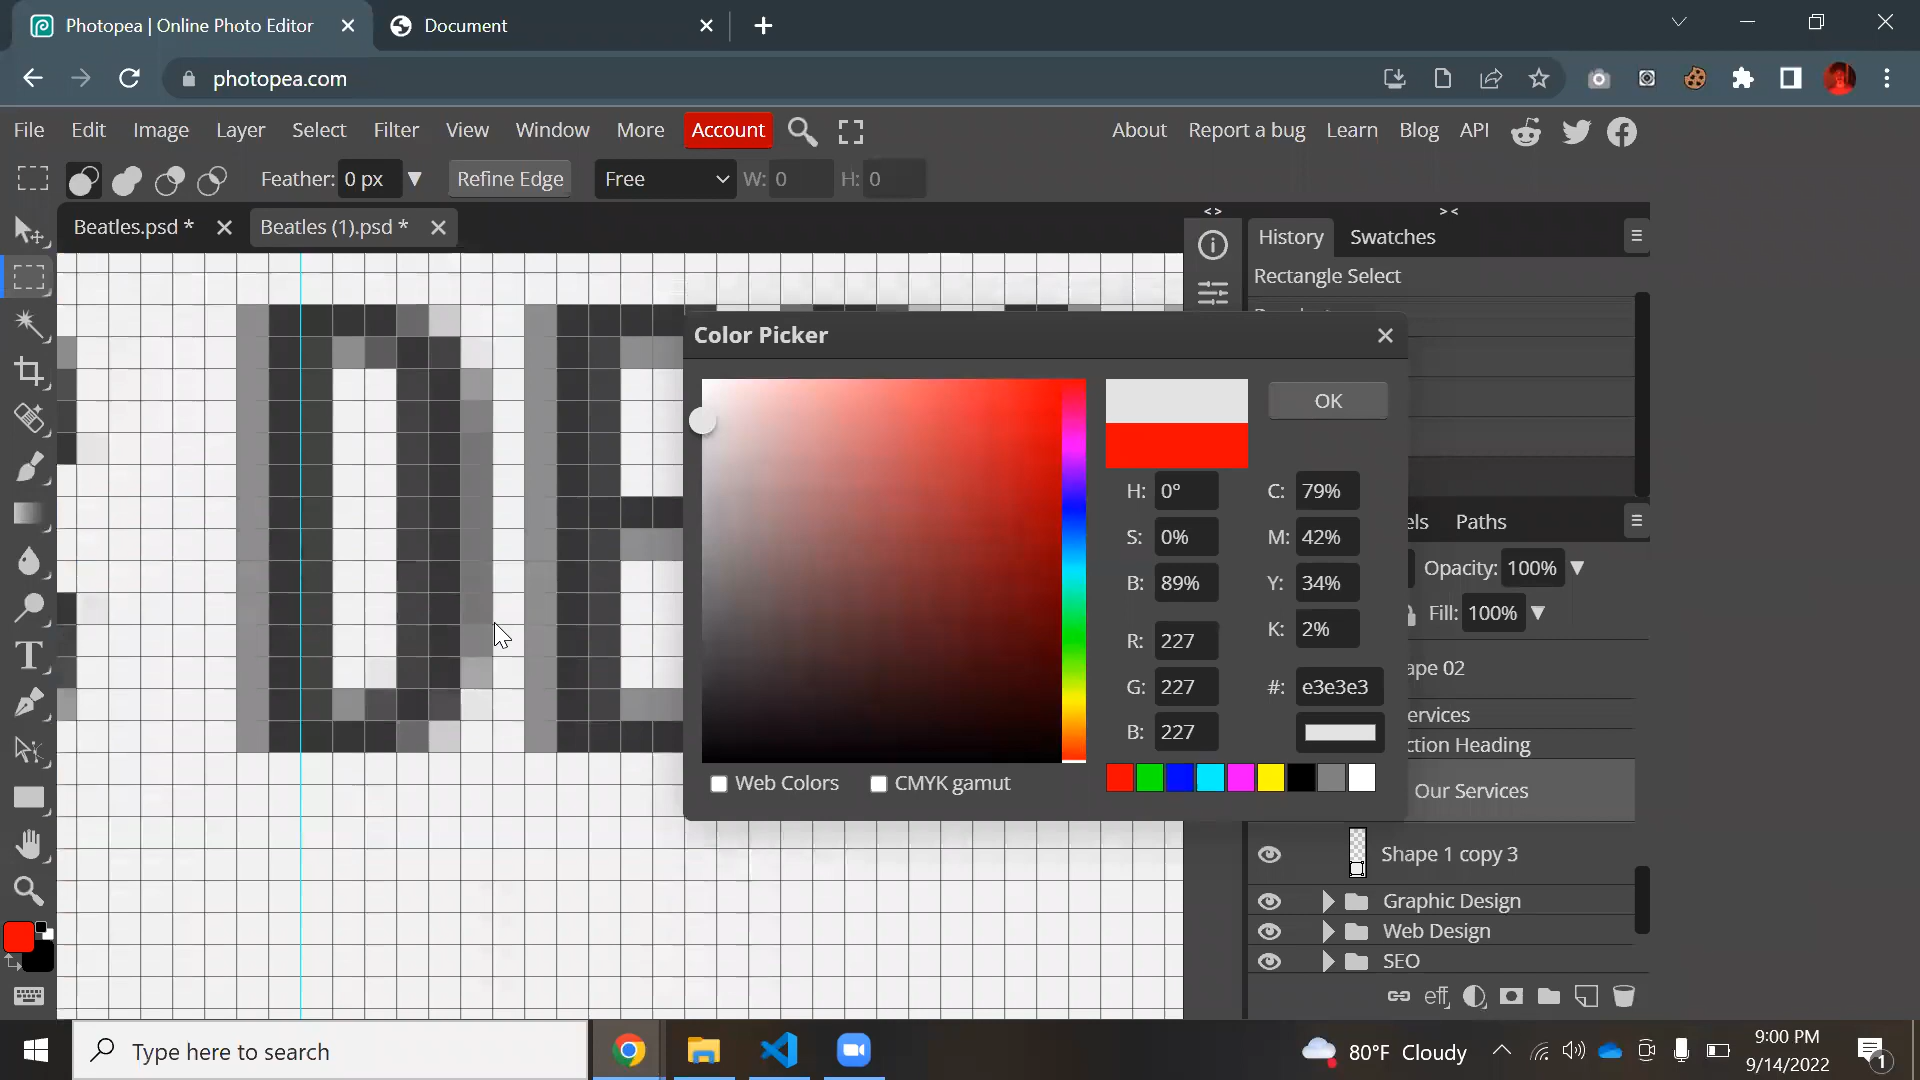 Photopea | Online Photo Editor
Document
photopea.com
File Edit Image Layer Select Filter View Window More Account
About Report a bug Learn Blog API
Feather: 0 px
Refine Edge
Free
W: 0
H: 0
Beatles.psd *
Beatles (1).psd *
History
Swatches
Rectangle Select
Color Picker
OK
H: 0°
S: 0%
B: 89%
R: 227
G: 227
B: 227
C: 79%
M: 42%
Y: 34%
K: 2%
#: e3e3e3
Web Colors
CMYK gamut
els
Paths
Opacity: 100%
Fill: 100%
ape 02
ervices
ction Heading
Our Services
Shape 1 copy 3
Graphic Design
Web Design
SEO
eff
Type here to search
80°F Cloudy
9:00 PM
9/14/2022
1